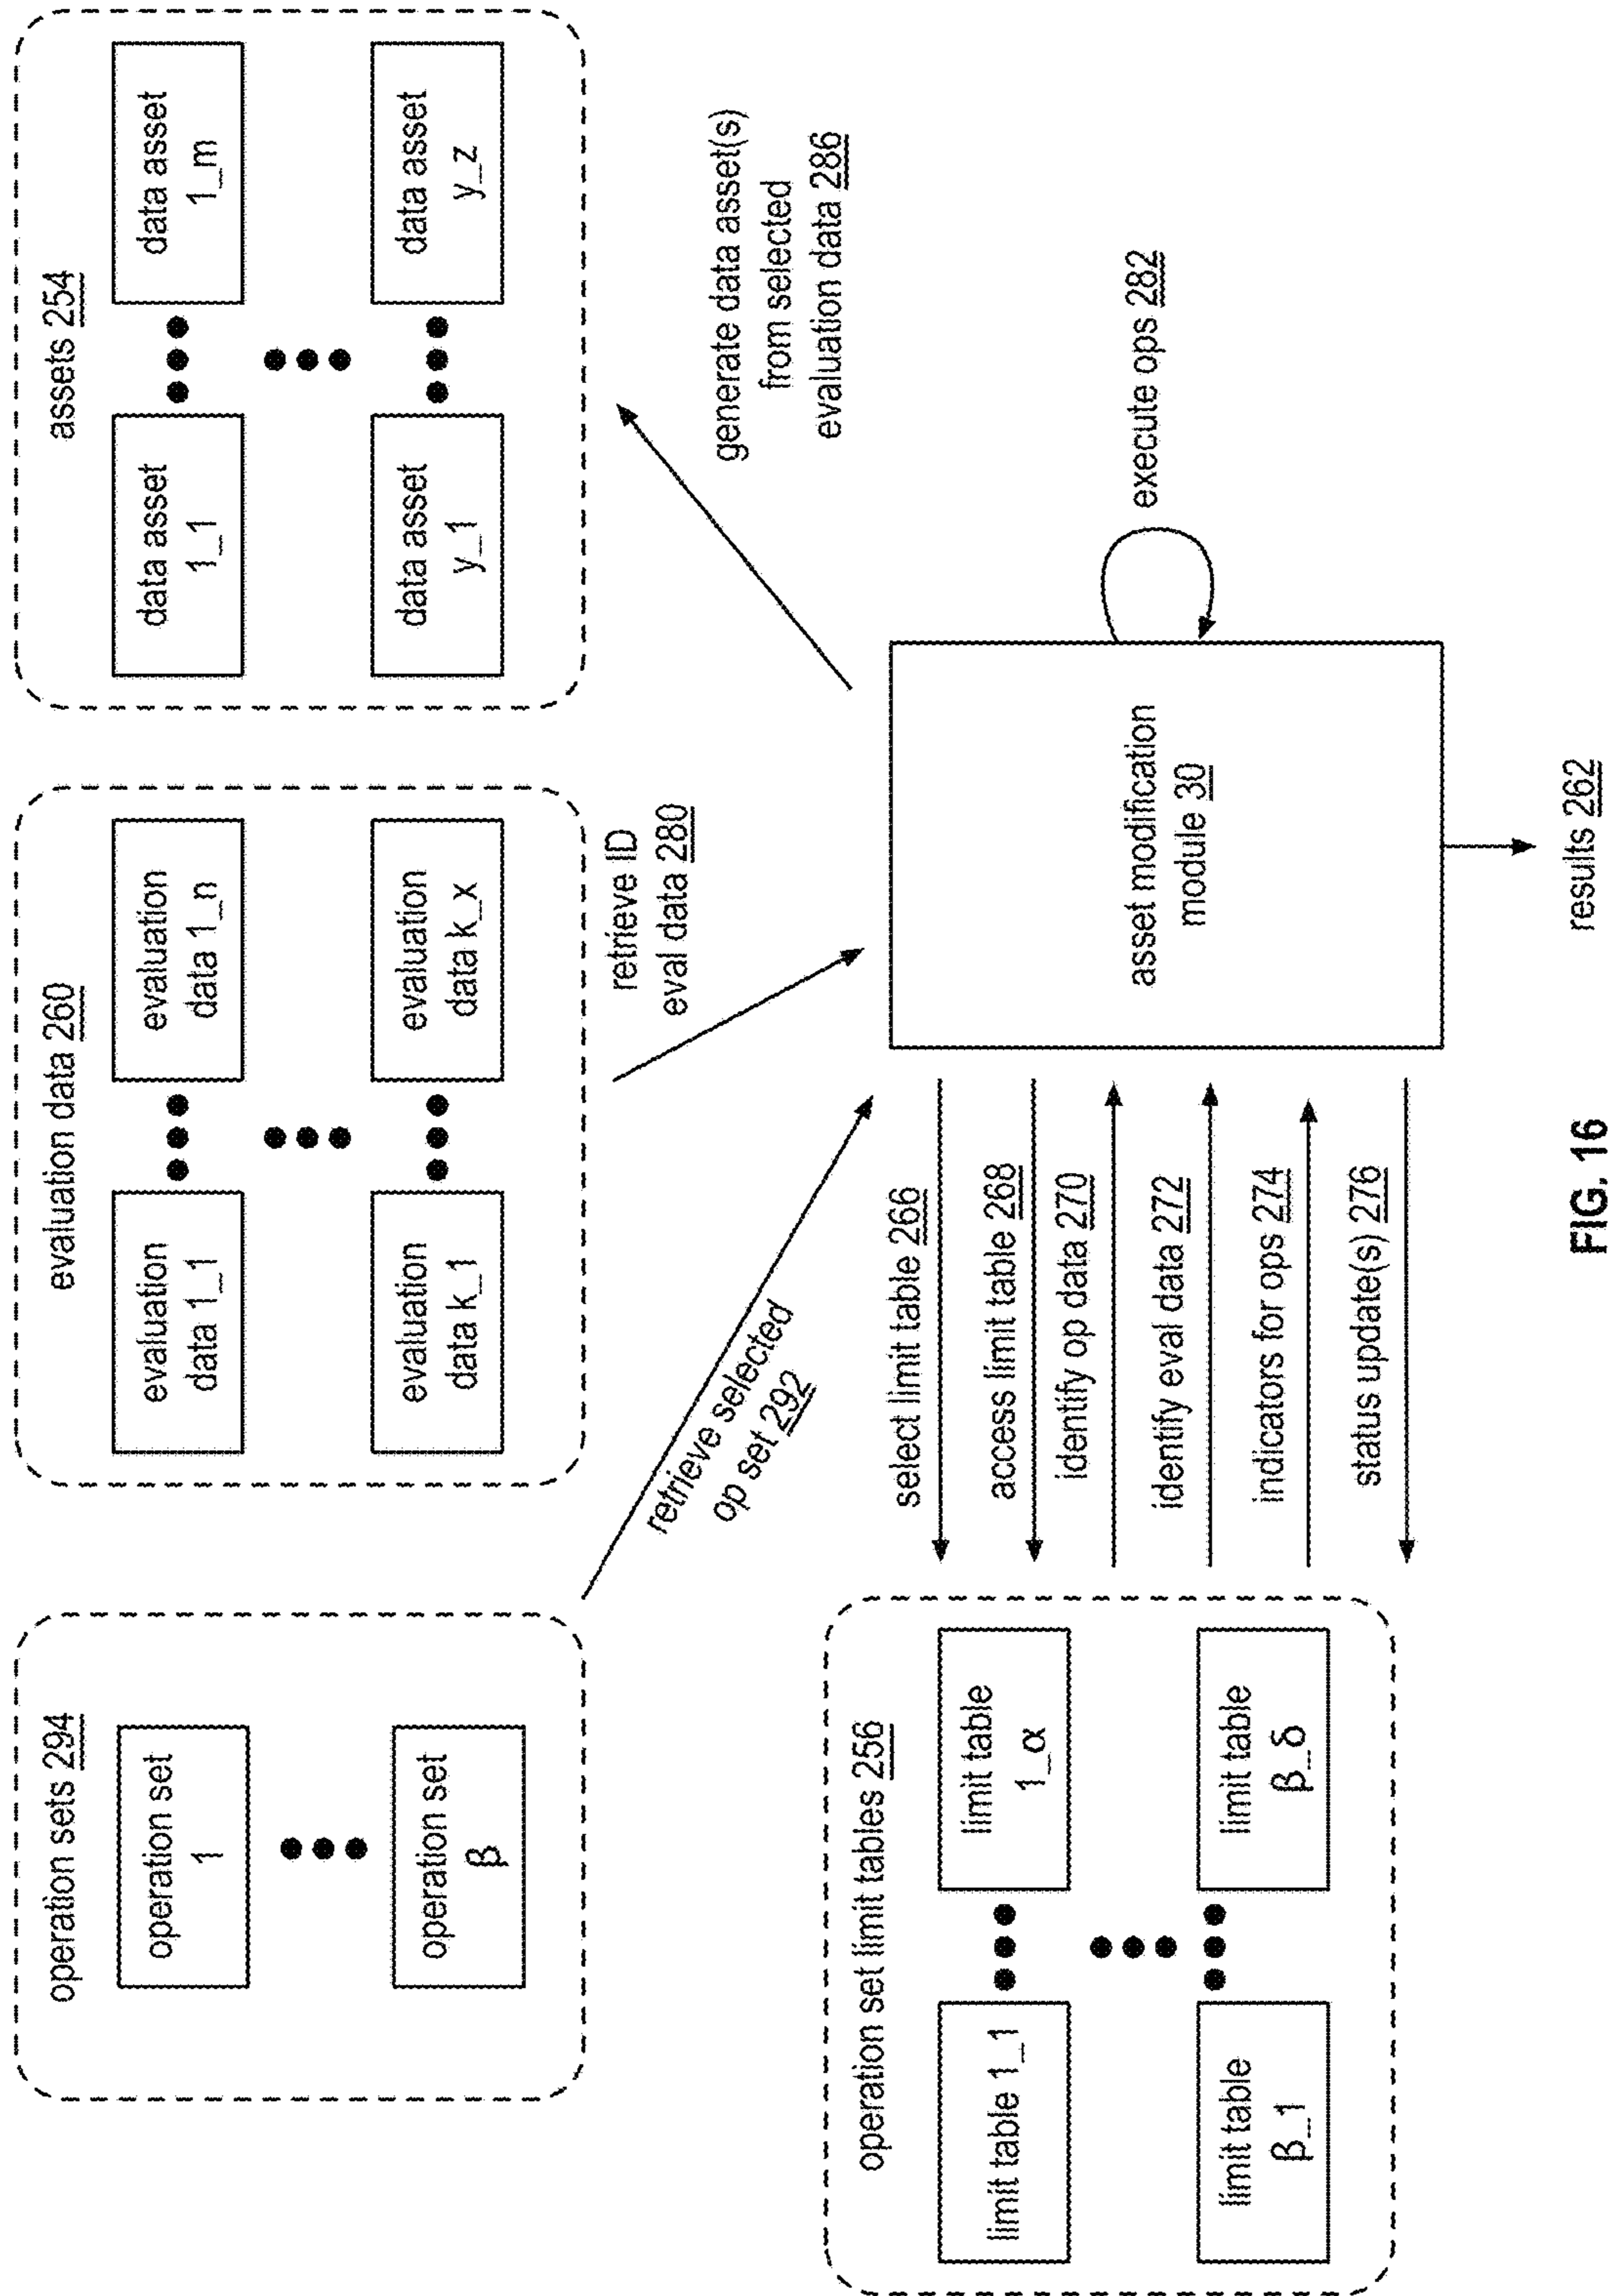 operation sets 294
operation set
1
operation set
β
evaluation data 260
evaluation
data 1_1
evaluation
data 1_n
evaluation
data k_1
evaluation
data k_x
assets 254
data asset
1_1
data asset
1_m
data asset
y_1
data asset
y_z
retrieve selected
op set 292
retrieve ID
eval data 280
generate data asset(s)
from selected
evaluation data 286
operation set limit tables 256
limit table 1_1
limit table
1_α
limit table
β_1
limit table
β_δ
select limit table 266
access limit table 268
identify op data 270
identify eval data 272
indicators for ops 274
status update(s) 276
asset modification
module 30
execute ops 282
results 262
FIG. 16